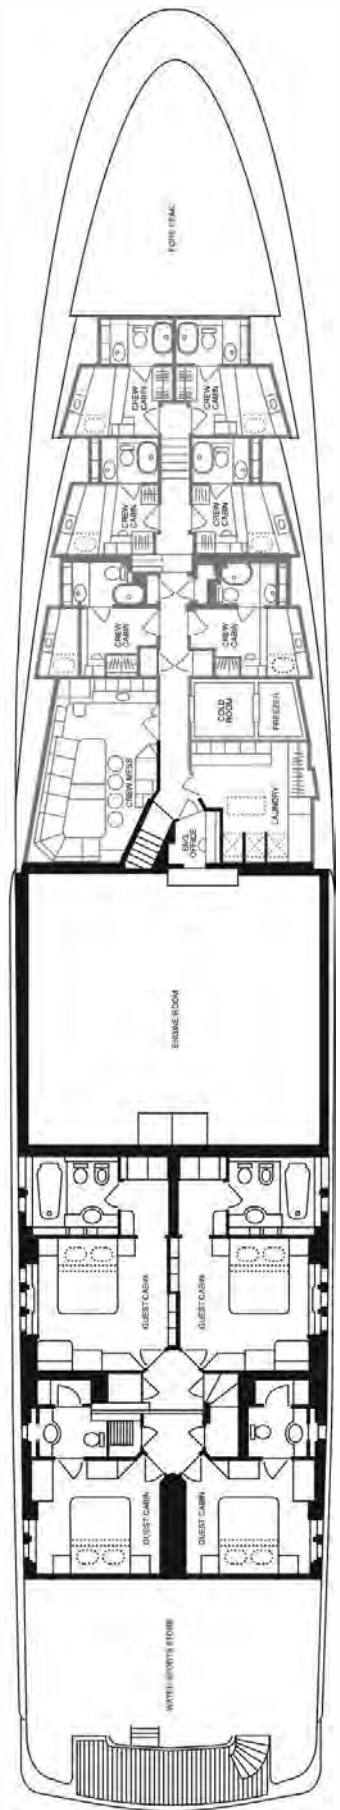 FORE PEAK
CREW
CABIN
CREW
CABIN
CREW
CABIN
CREW
CABIN
CREW
CABIN
CREW
CABIN
CREW MESS
COLD
ROOM
FREEZER
LAUNDRY
ENG.
OFFICE
ENGINE ROOM
GUEST CABIN
GUEST CABIN
GUEST CABIN
GUEST CABIN
WATER-SPORTS STORE